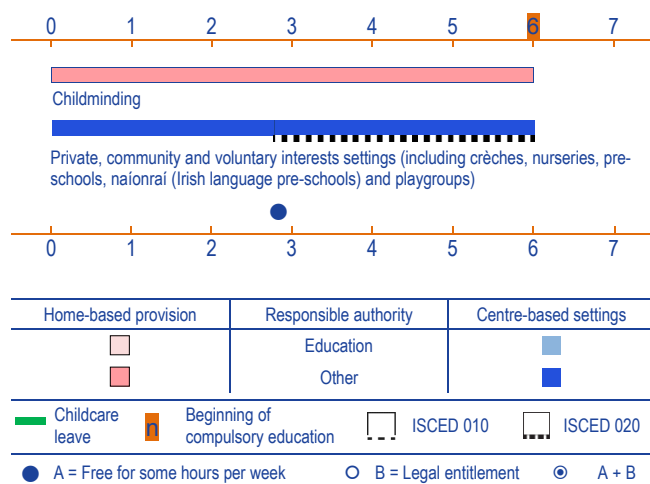 0 1 2 3 4 5 6 7
Childminding
Private, community and voluntary interests settings (including crèches, nurseries, pre-
schools, naíonraí (Irish language pre-schools) and playgroups)
0 1 2 3 4 5 6 7
Home-based provision Responsible authority Centre-based settings
Education
Other
Childcare
leave
n
Beginning of
compulsory education
ISCED 010
ISCED 020
A = Free for some hours per week
B = Legal entitlement
A + B